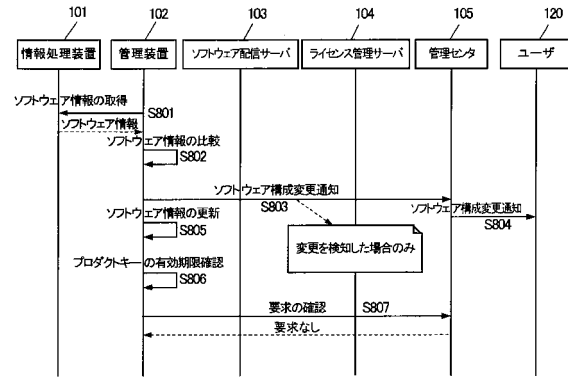 101 102 103 104 105 120
情報処理装置 管理装置 ソフトウェア配信サーバ ライセンス管理サーバ 管理センタ ユーザ
ソフトウェア情報の取得
S801
ソフトウェア情報
ソフトウェア情報の比較
S802
ソフトウェア構成変更通知
S803
ソフトウェア構成変更通知
S804
ソフトウェア情報の更新
S805
変更を検知した場合のみ
プロダクトキーの有効期限確認
S806
要求の確認 S807
要求なし